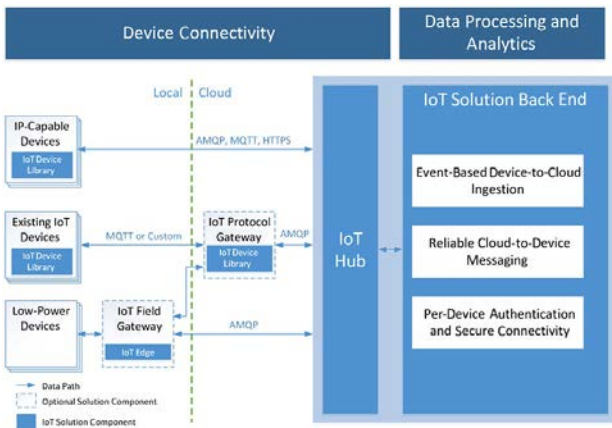 Device Connectivity
Data Processing and
Analytics
Local
Cloud
IoT Solution Back End
IP-Capable
Devices
IoT Device
Library
AMQP, MQTT, HTTPS
Event-Based Device-to-Cloud
Ingestion
Existing IoT
Devices
IoT Device
Library
MQTT or Custom
IoT Protocol
Gateway
IoT Device
Library
AMQP
IoT
Hub
Reliable Cloud-to-Device
Messaging
Low-Power
Devices
IoT Field
Gateway
IoT Edge
AMQP
Per-Device Authentication
and Secure Connectivity
Data Path
Optional Solution Component
IoT Solution Component